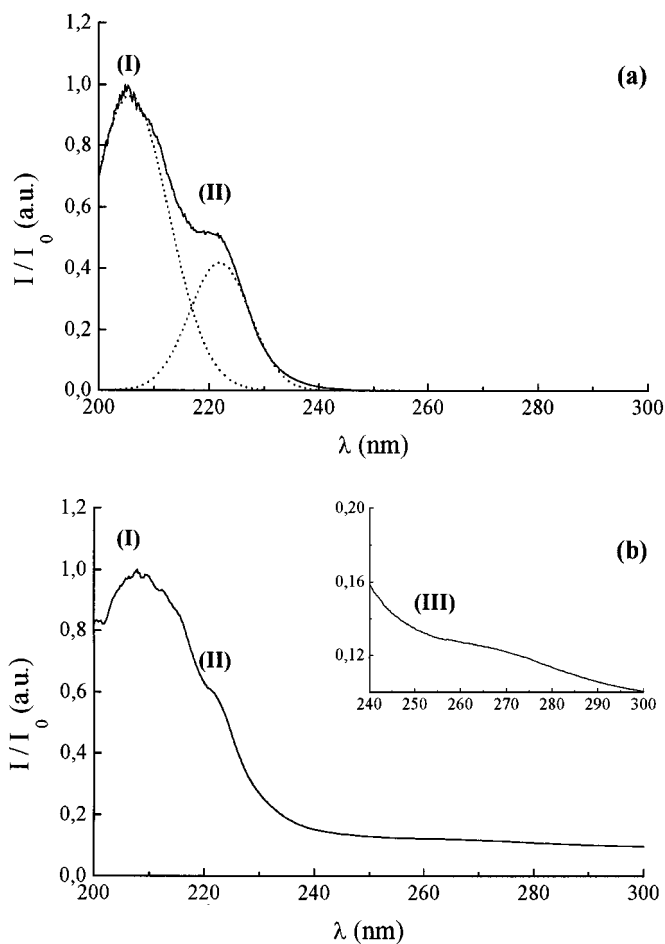 (I)
(a)
(II)
I / I0 (a.u.)
1,2
1,0
0,8
0,6
0,4
0,2
0,0
200 220 240 260 280 300
λ (nm)
(I)
(b)
(II)
I / I0 (a.u.)
1,2
1,0
0,8
0,6
0,4
0,2
0,0
200 220 240 260 280 300
λ (nm)
(III)
0,20
0,16
0,12
240 250 260 270 280 290 300